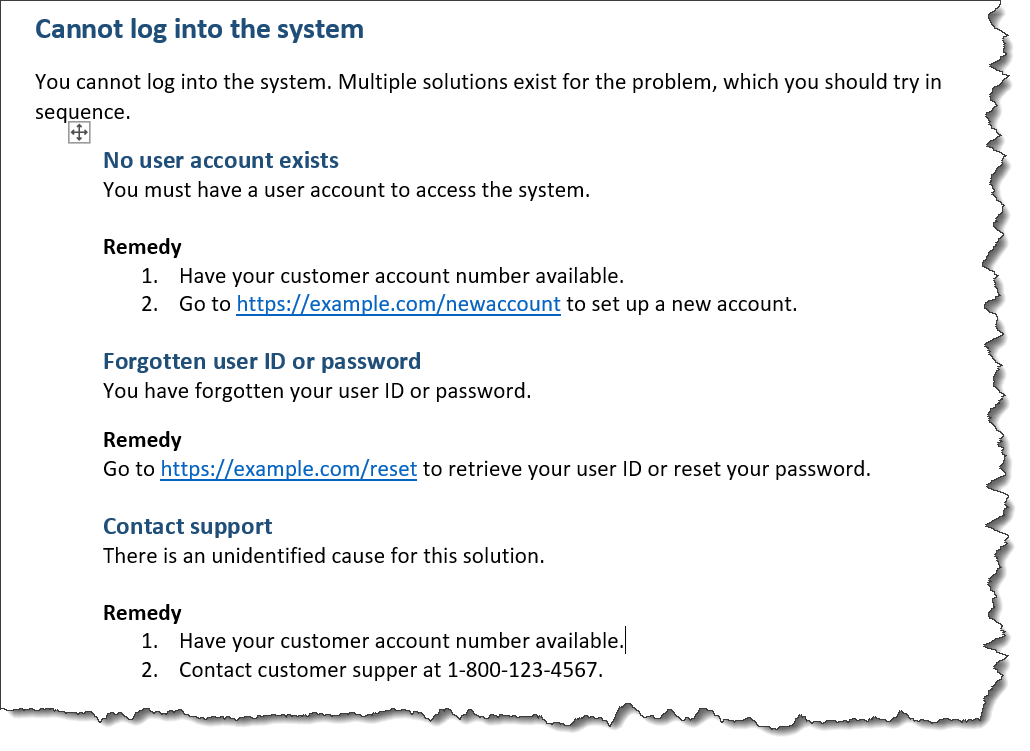 Cannot log into the system
You cannot log into the system. Multiple solutions exist for the problem, which you should try in
sequence.
No user account exists
You must have a user account to access the system.
Remedy
1. Have your customer account number available.
2. Go to https://example.com/newaccount to set up a new account.
Forgotten user ID or password
You have forgotten your user ID or password.
Remedy
Go to https://example.com/reset to retrieve your user ID or reset your password.
Contact support
There is an unidentified cause for this solution.
Remedy
1. Have your customer account number available.
2. Contact customer supper at 1-800-123-4567.